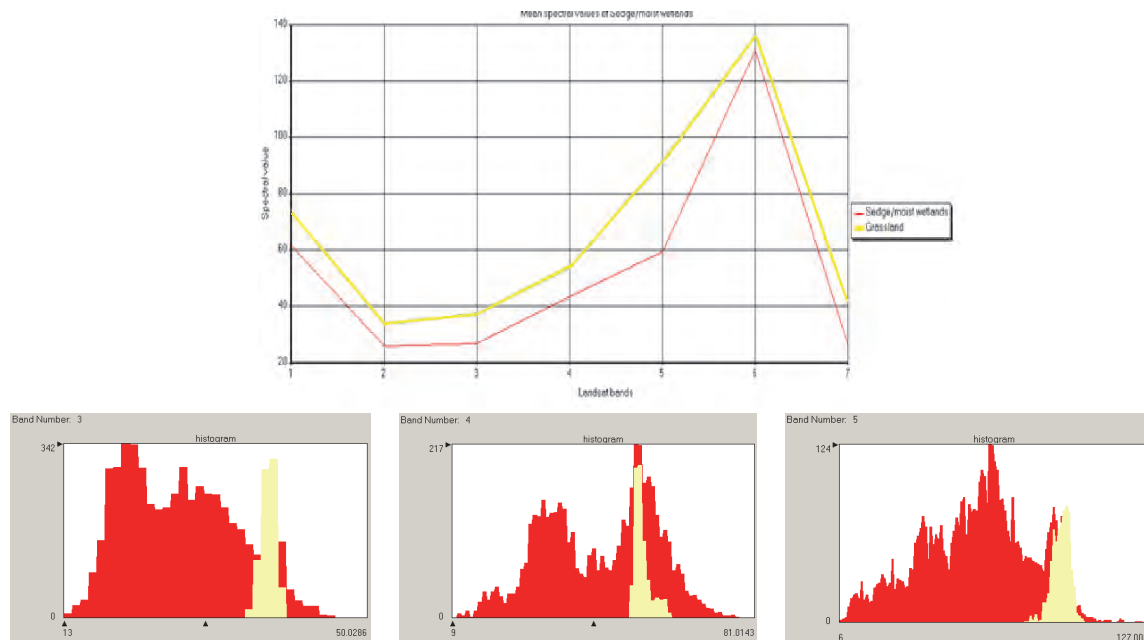 Mean spectral values of Sedge/moist wetlands
140
120
100
80
60
40
20
Spectral value
1 2 3 4 5 6 7
Landsat bands
Sedge/moist wetlands
Grassland
Band Number: 3
histogram
342
0
13 50.0286
Band Number: 4
histogram
217
0
9 81.0143
Band Number: 5
histogram
124
0
6 127.00